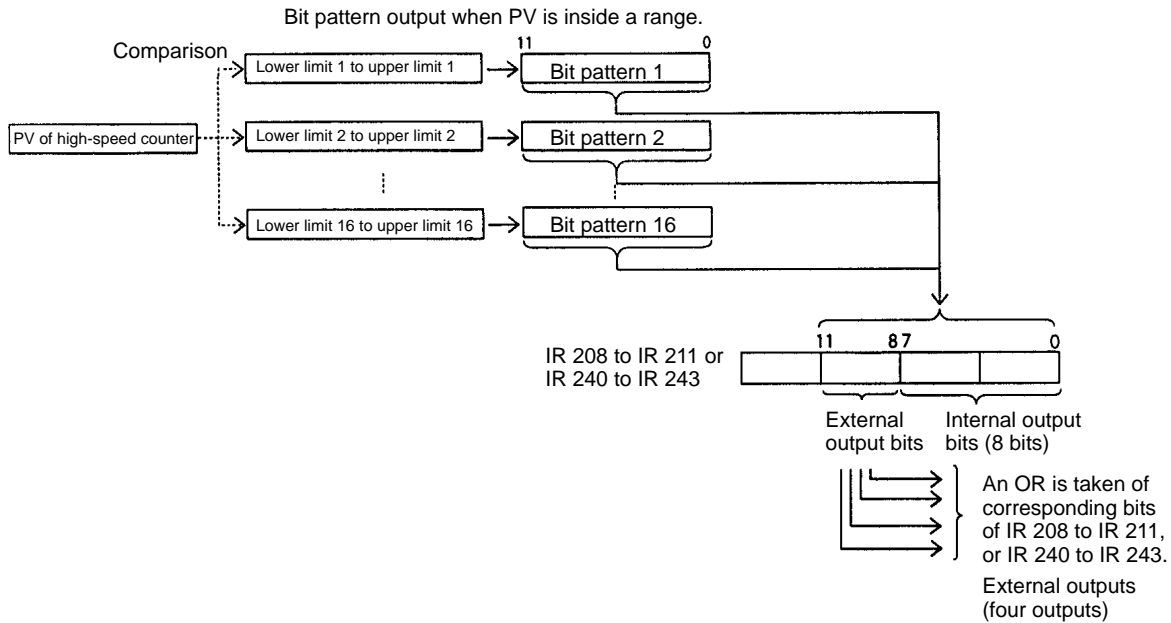 Bit pattern output when PV is inside a range.
Comparison
11 0
Lower limit 1 to upper limit 1
Bit pattern 1
PV of high-speed counter
Lower limit 2 to upper limit 2
Bit pattern 2
Lower limit 16 to upper limit 16
Bit pattern 16
11 8 7 0
IR 208 to IR 211 or
IR 240 to IR 243
External
output bits
Internal output
bits (8 bits)
An OR is taken of
corresponding bits
of IR 208 to IR 211,
or IR 240 to IR 243.
External outputs
(four outputs)